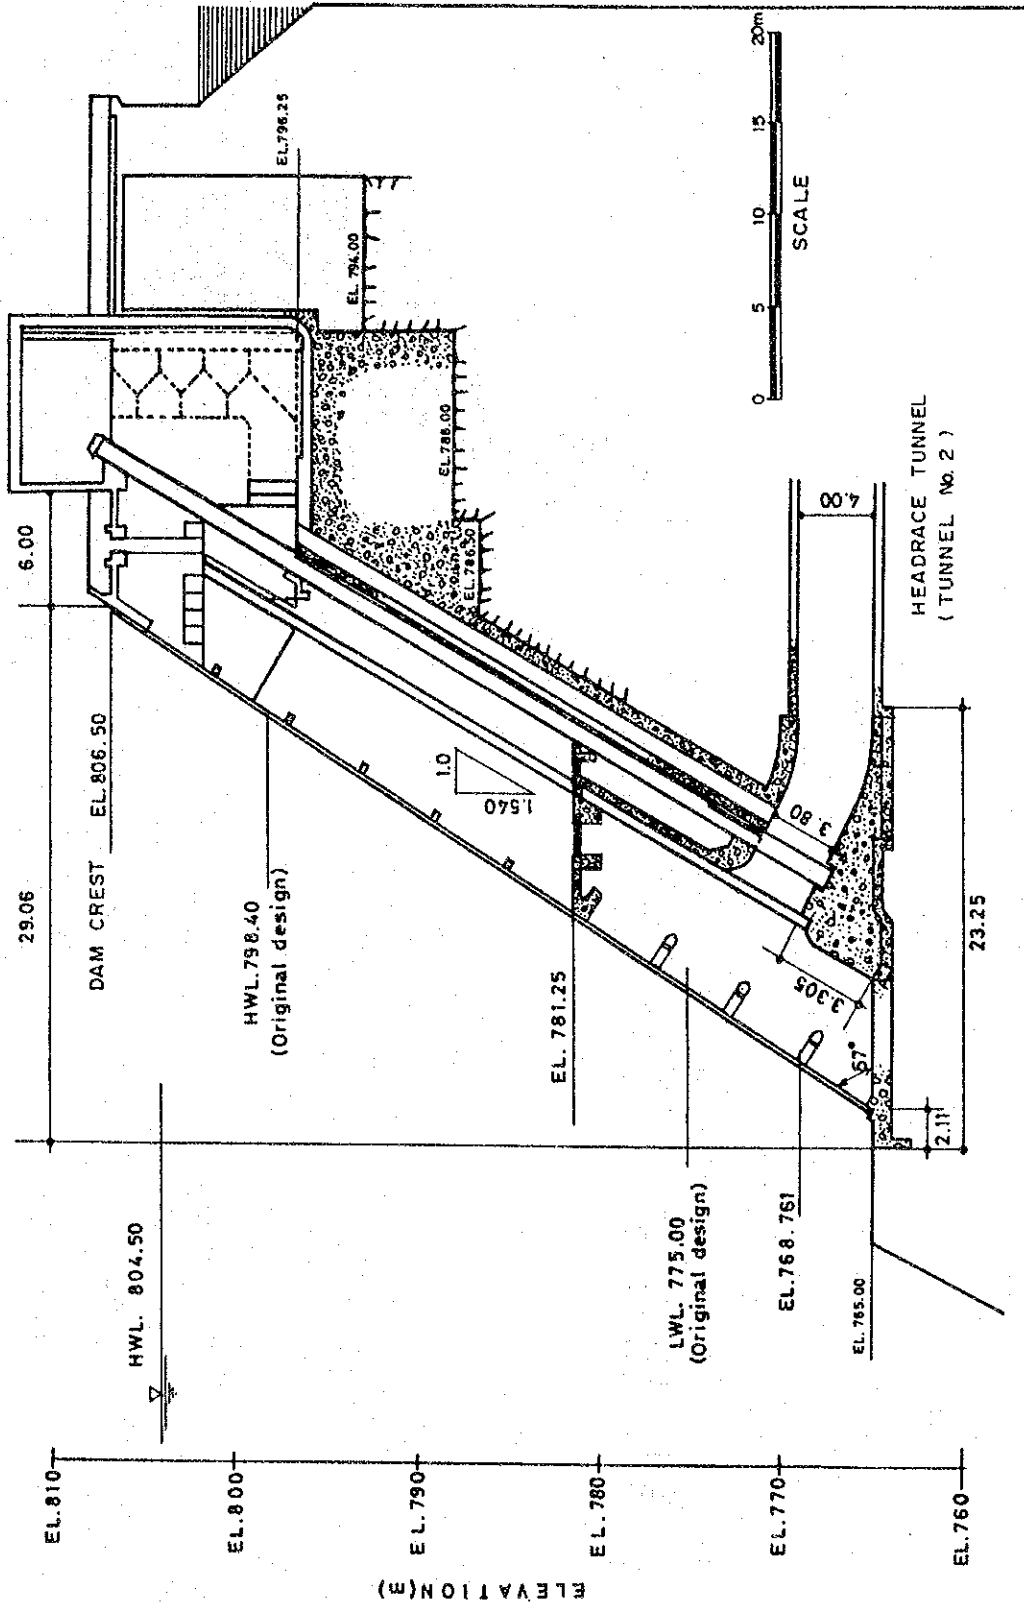 ELEVATION(m)
EL.810
EL.800
EL.790
EL.780
EL.770
EL.760
HWL. 804.50
29.06
6.00
DAM CREST EL.806.50
HWL.798.40
(Original design)
EL. 781.25
LWL. 775.00
(Original design)
EL.768.761
EL. 765.00
1.0
1.540
67°
3.305
3.80
4.00
2.11
23.25
EL.796.25
EL. 794.00
EL.788.00
EL.786.50
HEADRACE TUNNEL
( TUNNEL No. 2 )
0 5 10 15 20m
SCALE